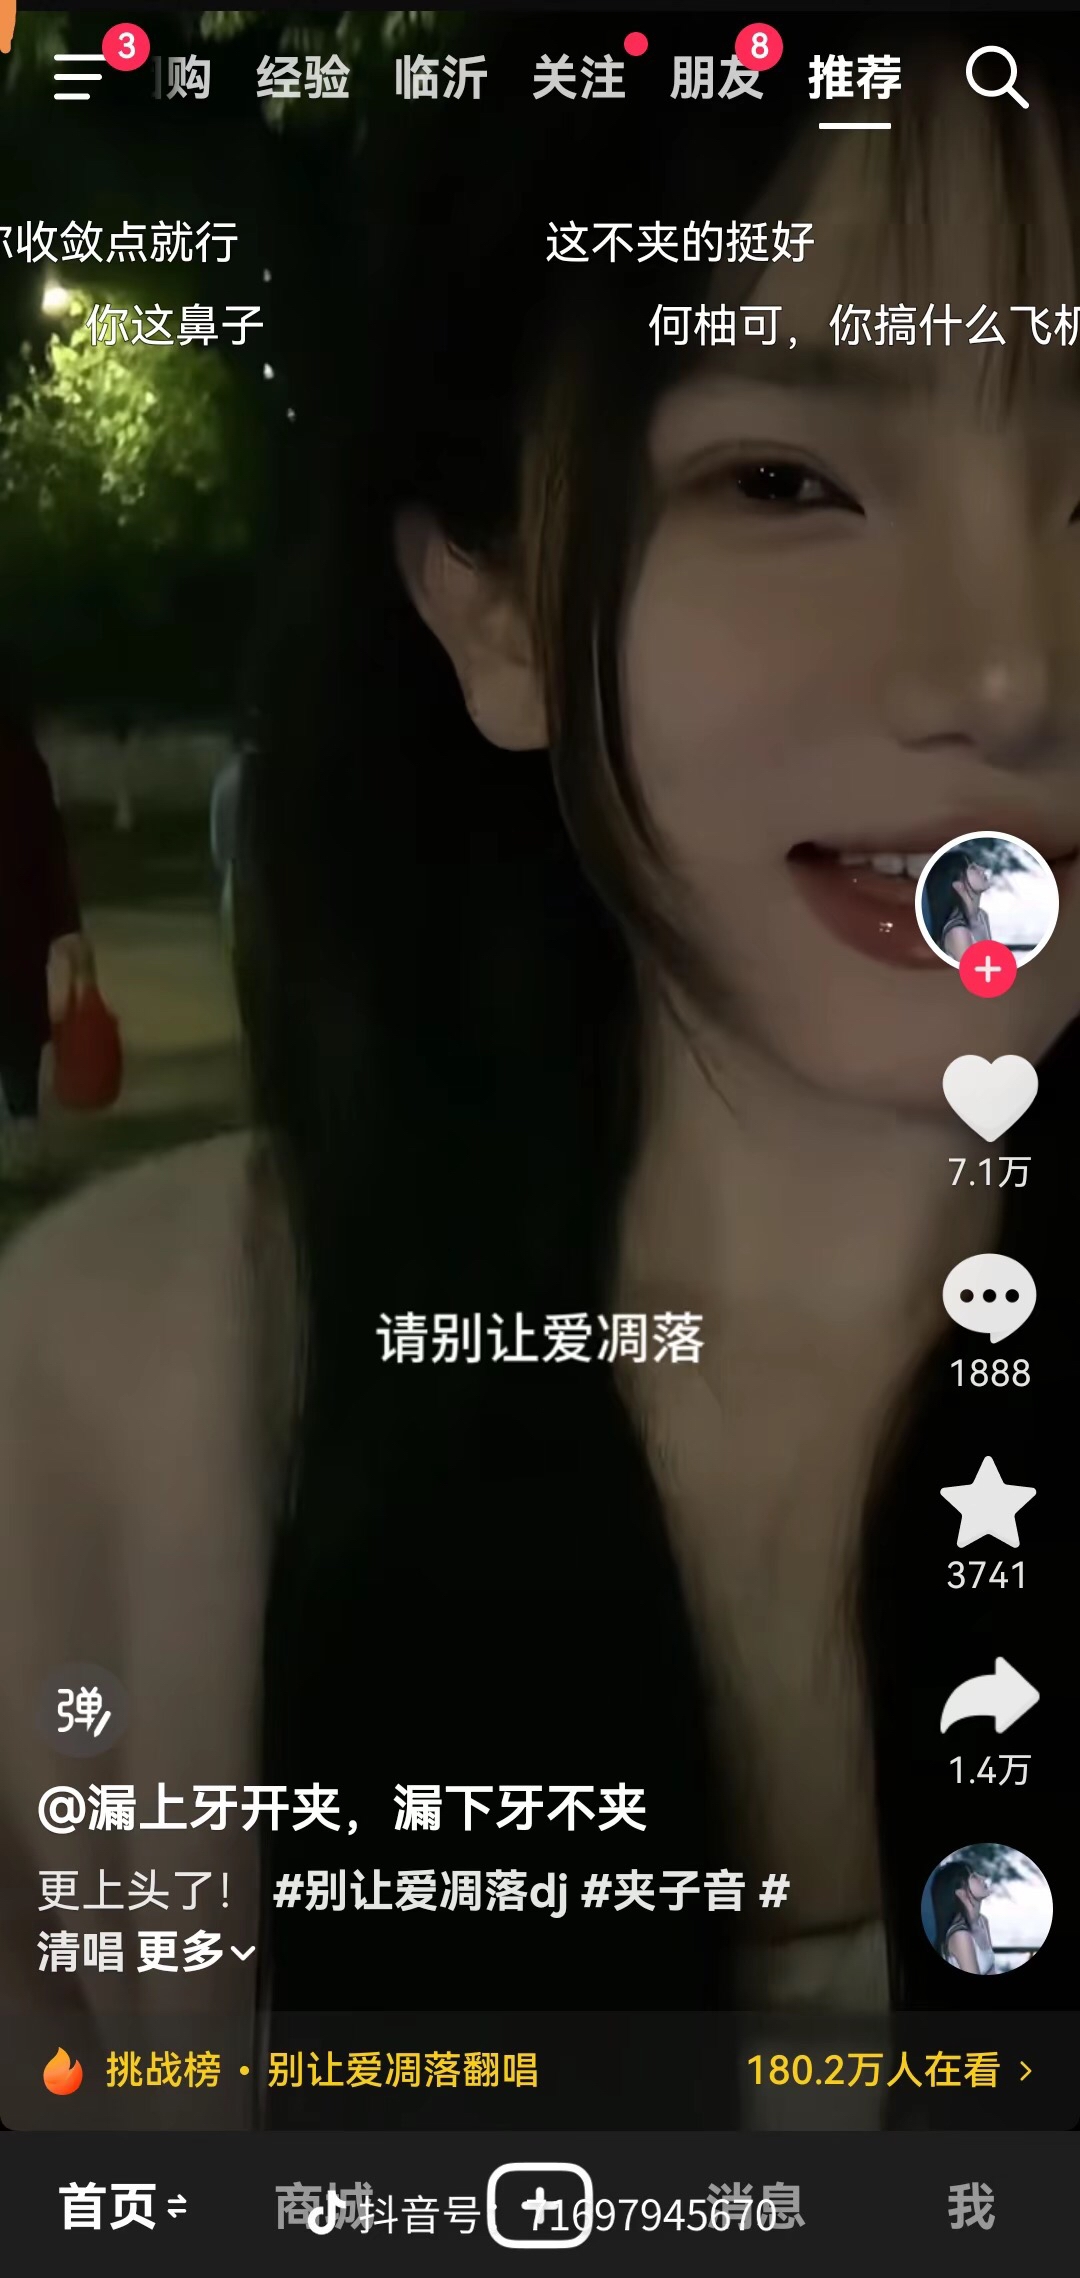 3
购 经验 临沂 关注 朋友 推荐
8
你收敛点就行
这不夹的挺好
你这鼻子
何柚可，你搞什么飞机
7.1万
请别让爱凋落
1888
3741
弹
1.4万
@漏上牙开夹，漏下牙不夹
更上头了！ #别让爱凋落dj #夹子音 #
清唱 更多
挑战榜 • 别让爱凋落翻唱 180.2万人在看
首页 商城 消息 我
抖音号：71697945670